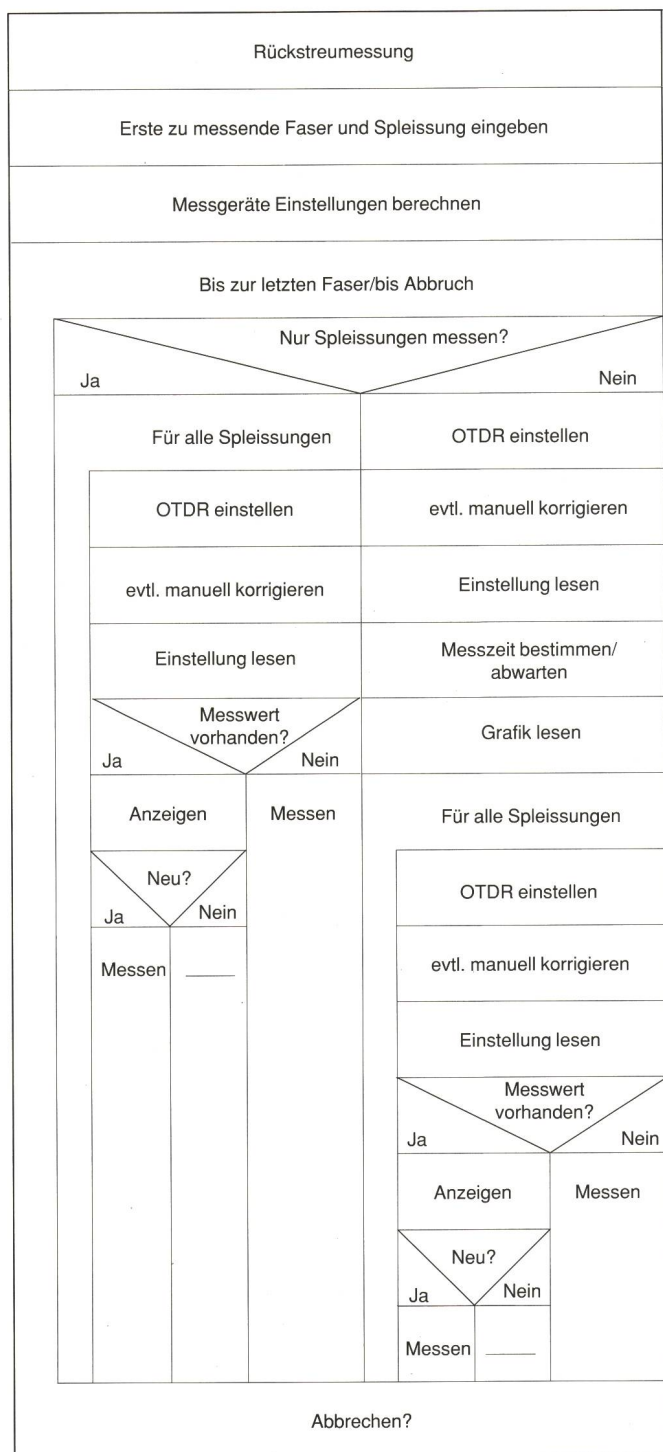 Rückstreumessung
Erste zu messende Faser und Spleissung eingeben
Messgeräte Einstellungen berechnen
Bis zur letzten Faser/bis Abbruch
Nur Spleissungen messen?
Ja
Nein
Für alle Spleissungen
OTDR einstellen
evtl. manuell korrigieren
Einstellung lesen
Messwert
vorhanden?
Ja
Nein
Anzeigen
Messen
Neu?
Ja
Nein
Messen
OTDR einstellen
evtl. manuell korrigieren
Einstellung lesen
Messzeit bestimmen/
abwarten
Grafik lesen
Für alle Spleissungen
OTDR einstellen
evtl. manuell korrigieren
Einstellung lesen
Messwert
vorhanden?
Ja
Nein
Anzeigen
Messen
Neu?
Ja
Nein
Messen
Abbrechen?